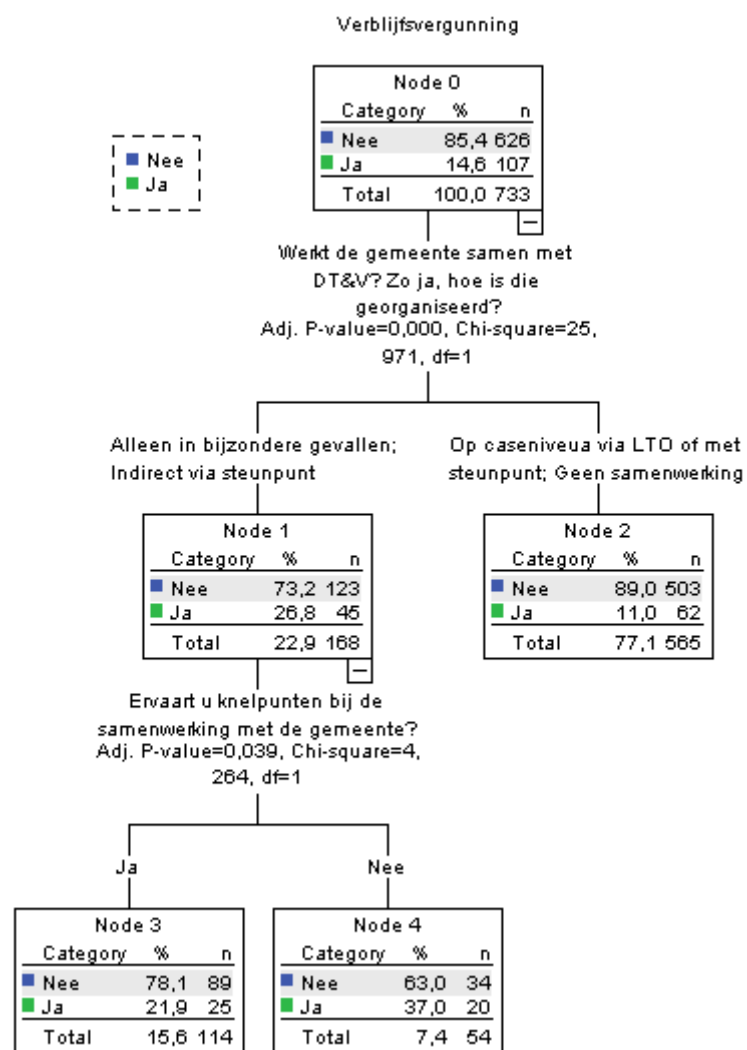 Verblijfsvergunning
Node 0
Category % n
Nee 85,4 626
Ja 14,6 107
Total 100,0 733
Nee
Ja
Werkt de gemeente samen met
DT&V? Zo ja, hoe is die
georganiseerd?
Adj. P-value=0,000, Chi-square=25,
971, df=1
Alleen in bijzondere gevallen;
Indirect via steunpunt
Op caseniveua via LTO of met
steunpunt; Geen samenwerking
Node 1
Category % n
Nee 73,2 123
Ja 26,8 45
Total 22,9 168
Node 2
Category % n
Nee 89,0 503
Ja 11,0 62
Total 77,1 565
Ervaart u knelpunten bij de
samenwerking met de gemeente?
Adj. P-value=0,039, Chi-square=4,
264, df=1
Ja
Nee
Node 3
Category % n
Nee 78,1 89
Ja 21,9 25
Total 15,6 114
Node 4
Category % n
Nee 63,0 34
Ja 37,0 20
Total 7,4 54